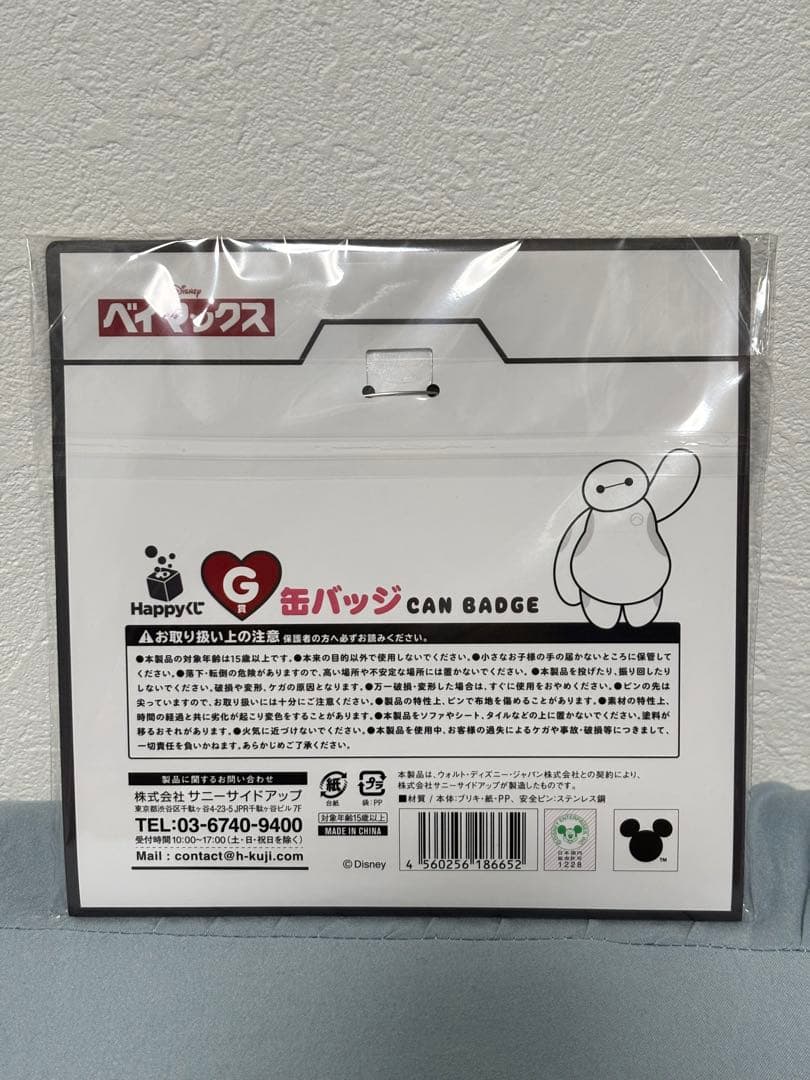 Disney
ベイマックス
Happyくじ
G賞
缶バッジ CAN BADGE
お取り扱い上の注意 保護者の方へ必ずお読みください。
●本製品の対象年齢は15歳以上です。●本来の目的以外で使用しないでください。●小さなお子様の手の届かないところに保管して
ください。●落下・転倒の危険がありますので、高い場所や不安定な場所には置かないでください。●本製品を投げたり、振り回したり
しないでください。破損や変形、ケガの原因となります。●万一破損・変形した場合は、すぐに使用をおやめください。●ピンの先は
尖っていますので、お取り扱いには十分にご注意ください。●製品の特性上、ピンで布地を傷めることがあります。●素材の特性上、
時間の経過と共に劣化が起こり変色をすることがあります。●本製品をソファやシート、タイルなどの上に置かないでください。塗料が
移るおそれがあります。●火気に近づけないでください。●本製品を使用中、お客様の過失によるケガや事故・破損等につきまして、
一切責任を負いかねます。あらかじめご了承ください。
製品に関するお問い合わせ
株式会社 サニーサイドアップ
東京都渋谷区千駄ヶ谷4-23-5 JPR千駄ヶ谷ビル 7F
TEL:03-6740-9400
受付時間 10:00〜17:00 (土・日・祝日を除く)
Mail : contact@h-kuji.com
紙
台紙
プラ
袋:PP
対象年齢15歳以上
MADE IN CHINA
©Disney
本製品は、ウォルト・ディズニー・ジャパン株式会社との契約により、
株式会社サニーサイドアップが製造したものです。
■材質 / 本体:ブリキ・紙・PP、安全ピン:ステンレス鋼
4 560256 186652
日本国内
販売許可
1228
TM